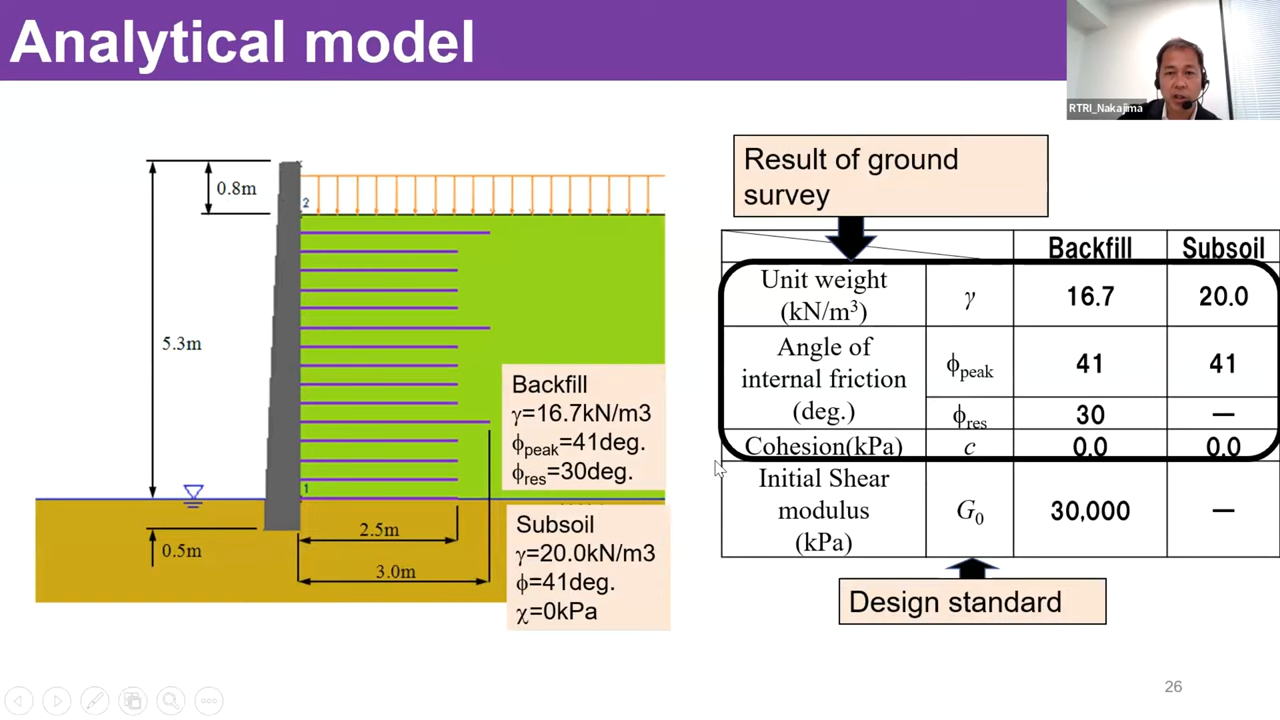 Analytical model
RTRI_Nakajima
0.8m
2
5.3m
1
0.5m
2.5m
3.0m
Backfill
γ=16.7kN/m3
ϕpeak=41deg.
ϕres=30deg.
Subsoil
γ=20.0kN/m3
ϕ=41deg.
χ=0kPa
Result of ground
survey
Backfill Subsoil
Unit weight
(kN/m³) γ 16.7 20.0
Angle of
internal friction
(deg.) ϕpeak 41 41
ϕres 30 —
Cohesion(kPa) c 0.0 0.0
Initial Shear
modulus
(kPa) G₀ 30,000 —
Design standard
26